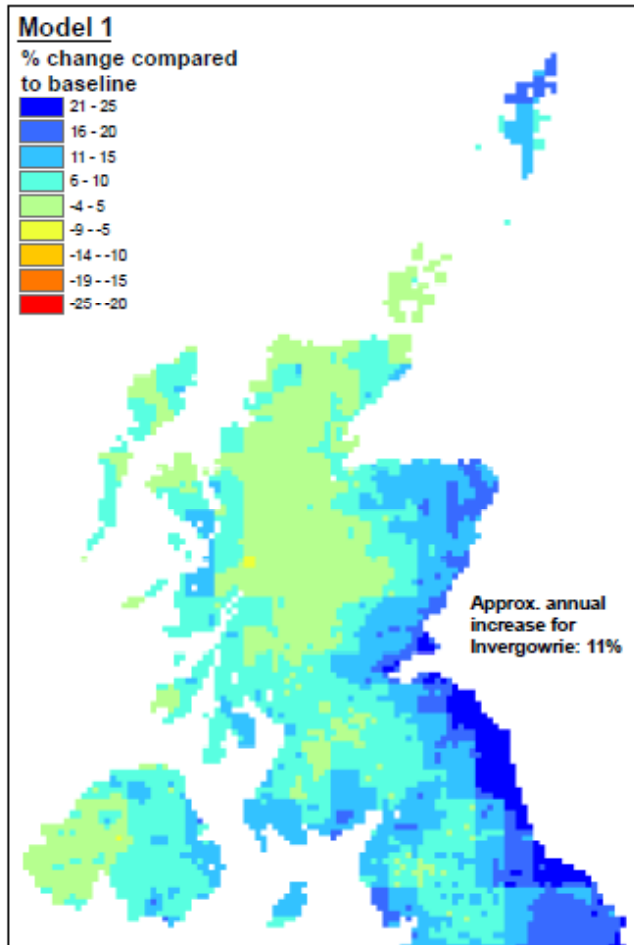 Model 1
% change compared
to baseline
21 - 25
16 - 20
11 - 15
6 - 10
-4 - 5
-9 - -5
-14 - -10
-19 - -15
-25 - -20
Approx. annual
increase for
Invergowrie: 11%